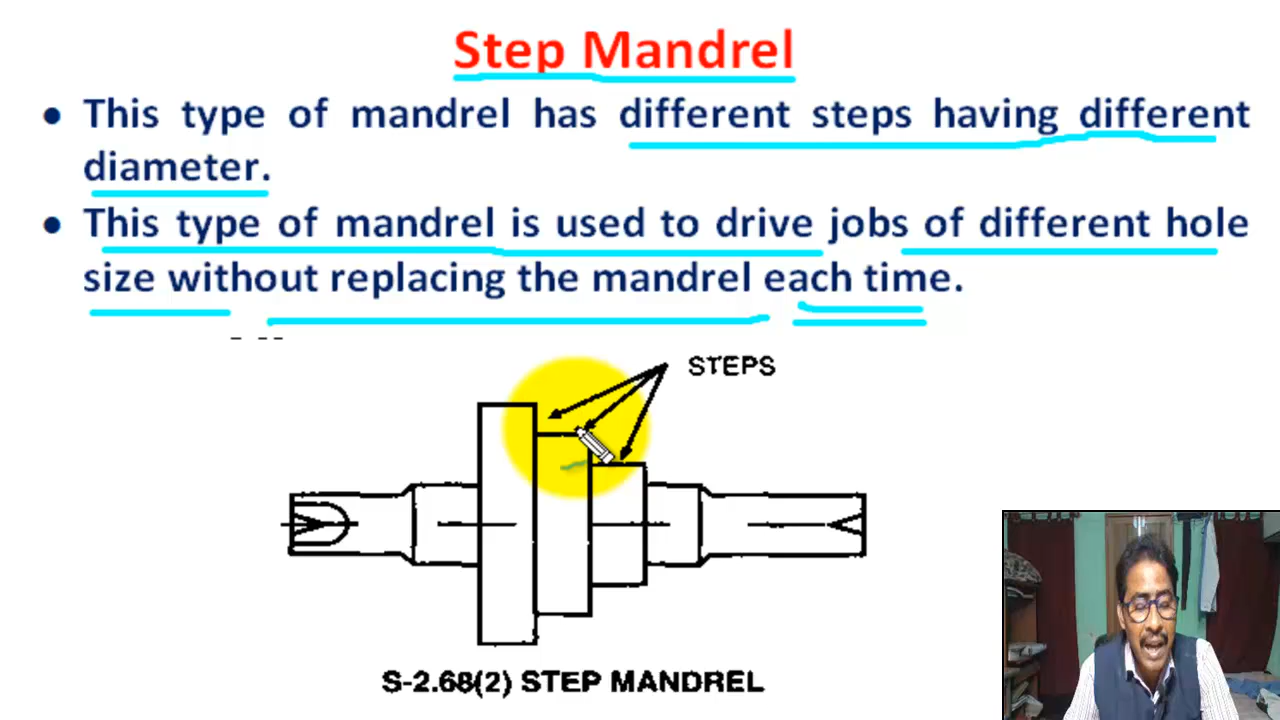 Step Mandrel
• This type of mandrel has different steps having different
diameter.
• This type of mandrel is used to drive jobs of different hole
size without replacing the mandrel each time.
STEPS
S-2.68(2) STEP MANDREL